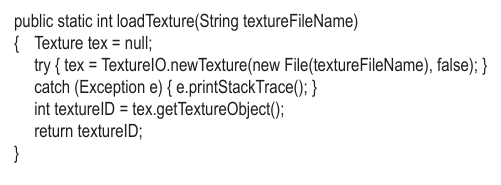 public static int loadTexture(String textureFileName)
{ Texture tex = null;
try { tex = TextureIO.newTexture(new File(textureFileName), false); }
catch (Exception e) { e.printStackTrace(); }
int textureID = tex.getTextureObject();
return textureID;
}